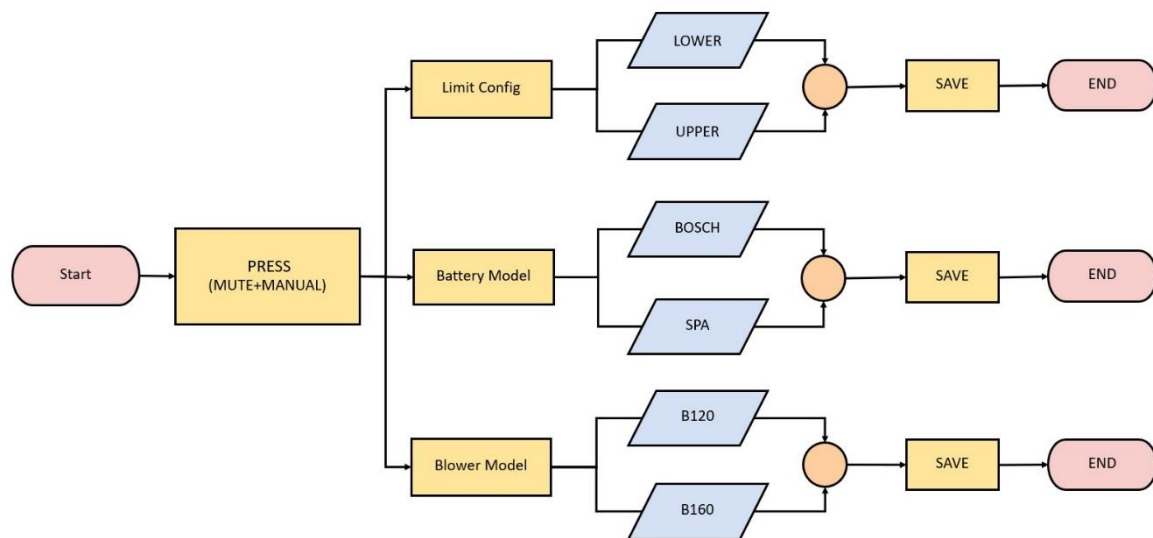 LOWER
Limit Config
SAVE
END
UPPER
BOSCH
Start
PRESS
(MUTE+MANUAL)
Battery Model
SAVE
END
SPA
B120
Blower Model
SAVE
END
B160